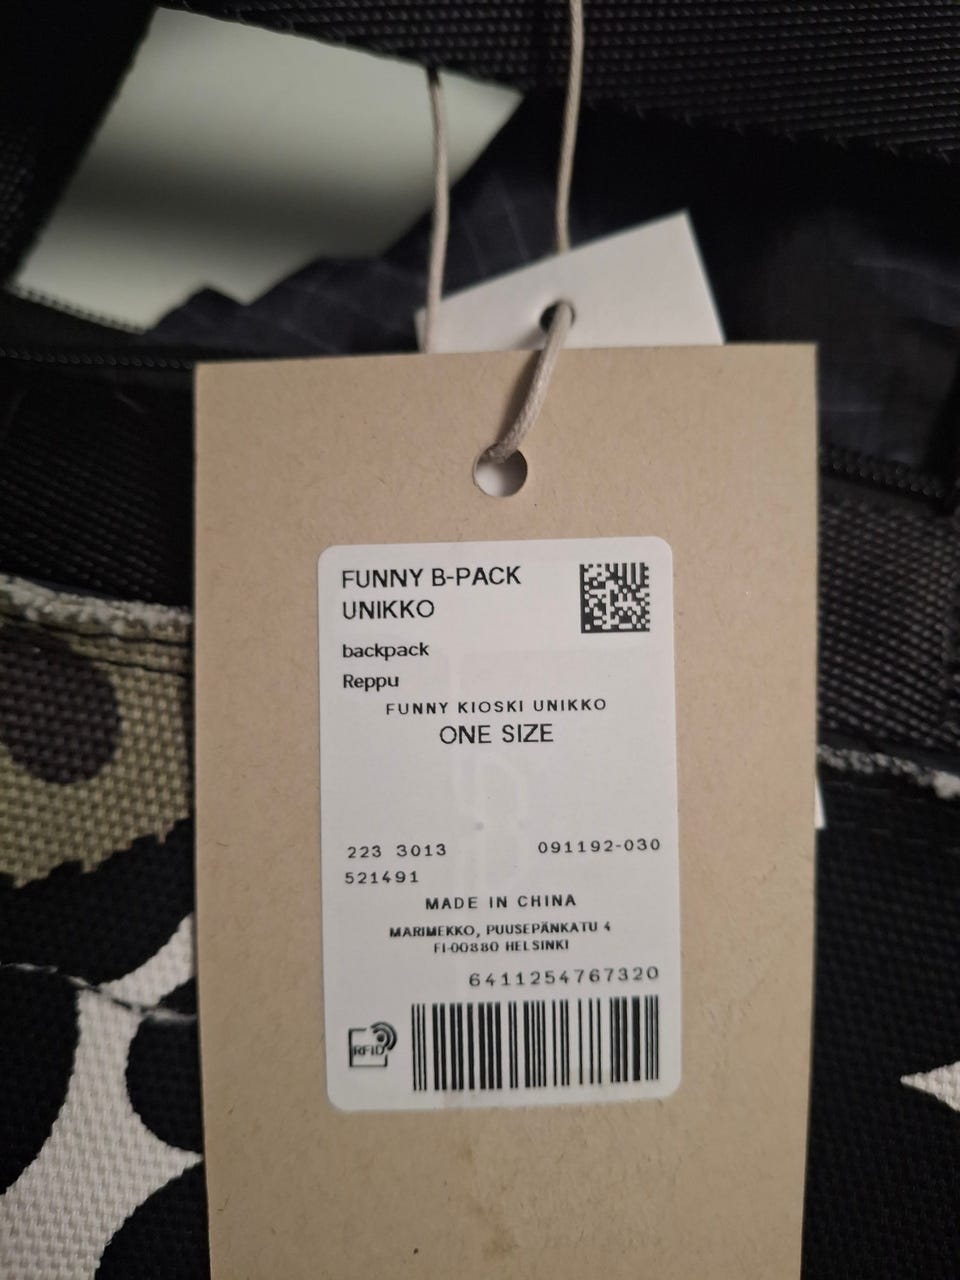 FUNNY B-PACK
UNIKKO
backpack
Reppu
FUNNY KIOSKI UNIKKO
ONE SIZE
223 3013 091192-030
521491
MADE IN CHINA
MARIMEKKO, PUUSEPÄNKATU 4
FI-00880 HELSINKI
6411254767320
RFID